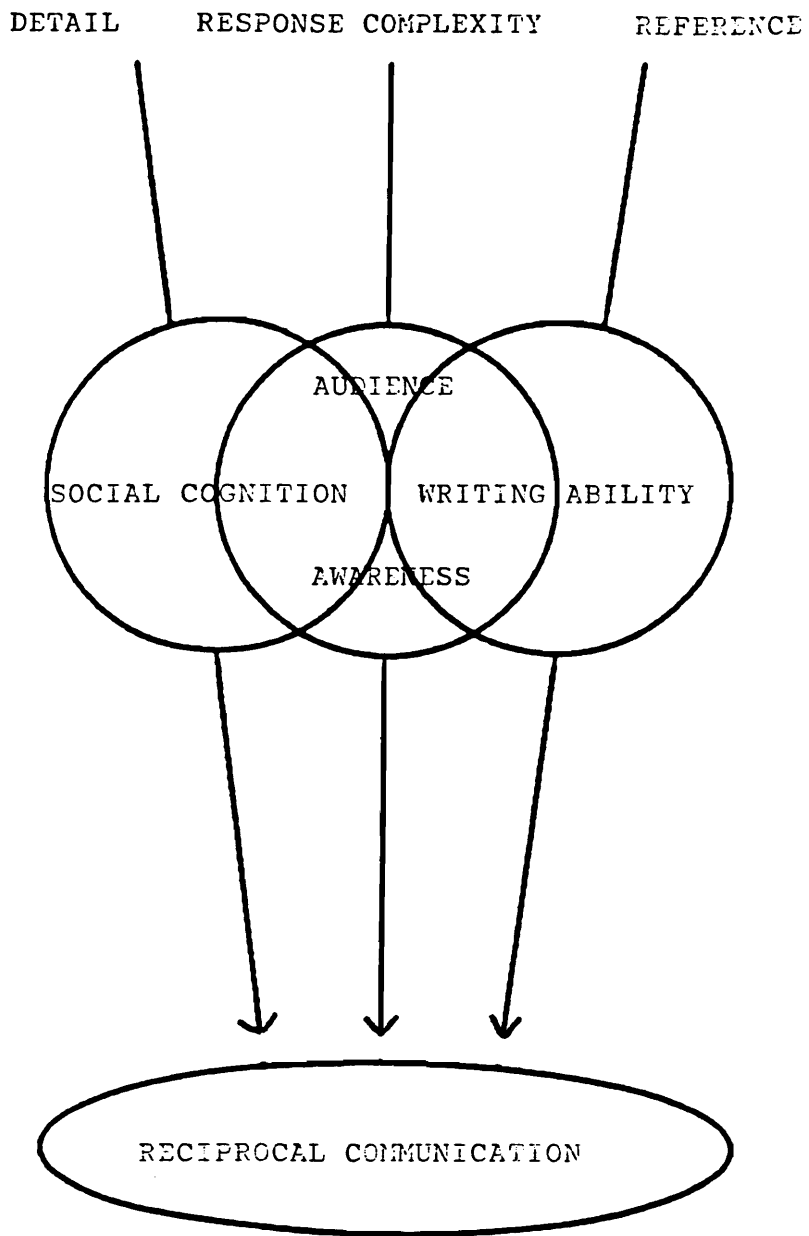 DETAIL RESPONSE COMPLEXITY REFERENCE
AUDIENCE
SOCIAL COGNITION WRITING ABILITY
AWARENESS
RECIPROCAL COMMUNICATION